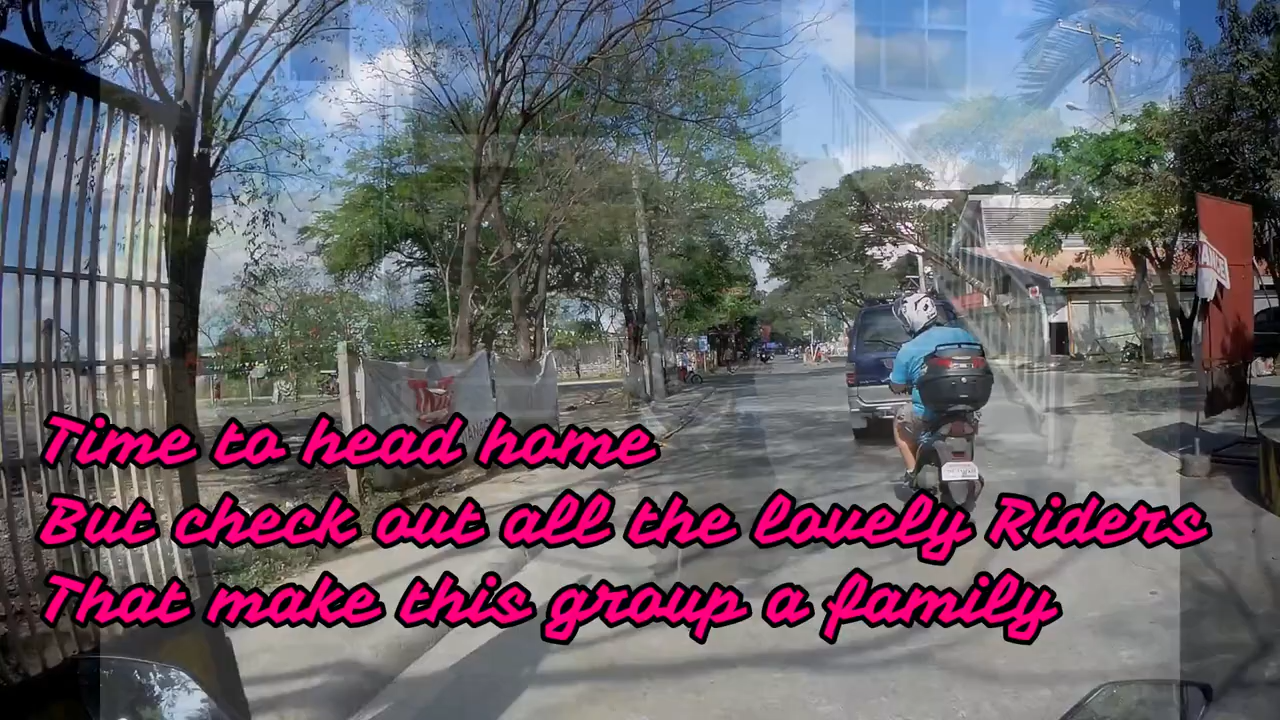 Time to head home
But check out all the lovely Riders
That make this group a family